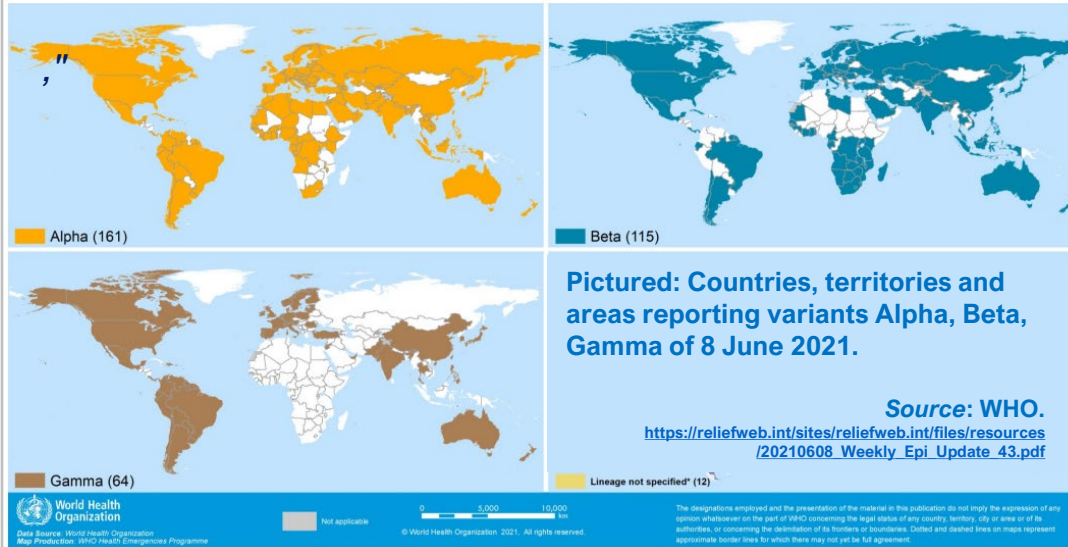 ,"
Alpha (161)
Beta (115)
Gamma (64)
Pictured: Countries, territories and
areas reporting variants Alpha, Beta,
Gamma of 8 June 2021.
Source: WHO.
https://reliefweb.int/sites/reliefweb.int/files/resources
/20210608_Weekly_Epi_Update_43.pdf
Lineage not specified* (12)
World Health
Organization
Data Source: World Health Organization
Map Production: WHO Health Emergencies Programme
Not applicable
0 5,000 10,000
km
© World Health Organization 2021, All rights reserved.
The designations employed and the presentation of the material in this publication do not imply the expression of any
opinion whatsoever on the part of WHO concerning the legal status of any country, territory, city or area or of its
authorities, or concerning the delimitation of its frontiers or boundaries. Dotted and dashed lines on maps represent
approximate border lines for which there may not yet be full agreement.